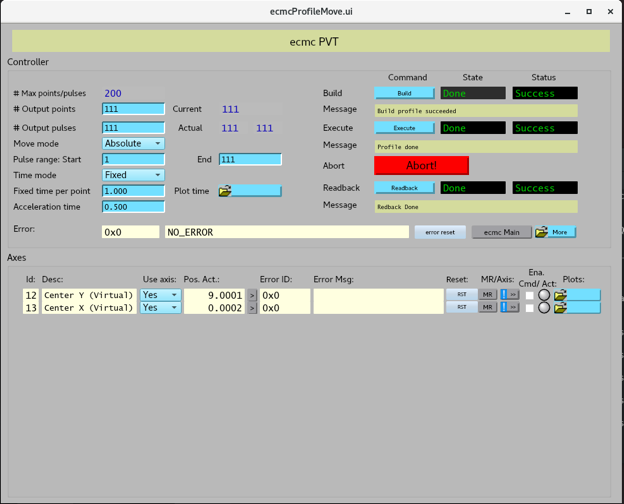 ecmcProfileMove.ui
ecmc PVT
Controller
Command State Status
# Max points/pulses 200 Build Build Done Success
# Output points 111 Current 111 Message Build profile succeeded
# Output pulses 111 Actual 111 111 Execute Execute Done Success
Move mode Absolute Message Profile done
Pulse range: Start 1 End 111 Abort Abort!
Time mode Fixed
Fixed time per point 1.000 Plot time Readback Readback Done Success
Acceleration time 0.500 Message Redback Done
Error: 0x0 NO_ERROR error reset ecmc Main More
Axes
Id: Desc: Use axis: Pos. Act.: Error ID: Error Msg: Reset: MR/Axis: Ena. Cmd/ Act: Plots:
12 Center Y (Virtual) Yes 9.0001 > 0x0 RST MR ! >>
13 Center X (Virtual) Yes 0.0002 > 0x0 RST MR ! >>